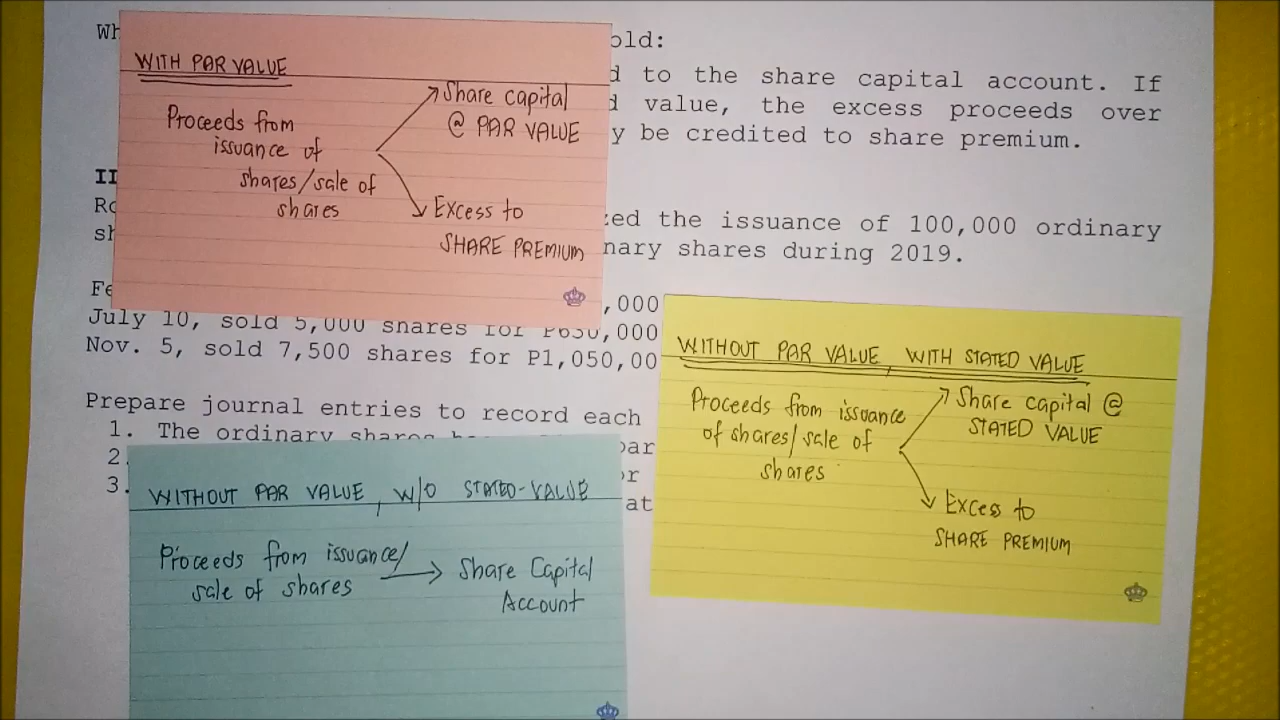 Wh
old:
d to the share capital account. If
d value, the excess proceeds over
y be credited to share premium.
WITH PAR VALUE
Proceeds from
issuance of
shares/sale of
shares
Share capital
@ PAR VALUE
Excess to
SHARE PREMIUM
II
Ro
zed the issuance of 100,000 ordinary
sh
nary shares during 2019.
Fe
,000
July 10, sold 5,000 shares for P650,000
Nov. 5, sold 7,500 shares for P1,050,00
Prepare journal entries to record each
1. The ordinary shares
par
2.
or
3.
at
WITHOUT PAR VALUE, WITH STATED VALUE
Proceeds from issuance
of shares/sale of
shares
Share capital @
STATED VALUE
Excess to
SHARE PREMIUM
WITHOUT PAR VALUE, W/O STATED-VALUE
Proceeds from issuance/
sale of shares
Share Capital
Account